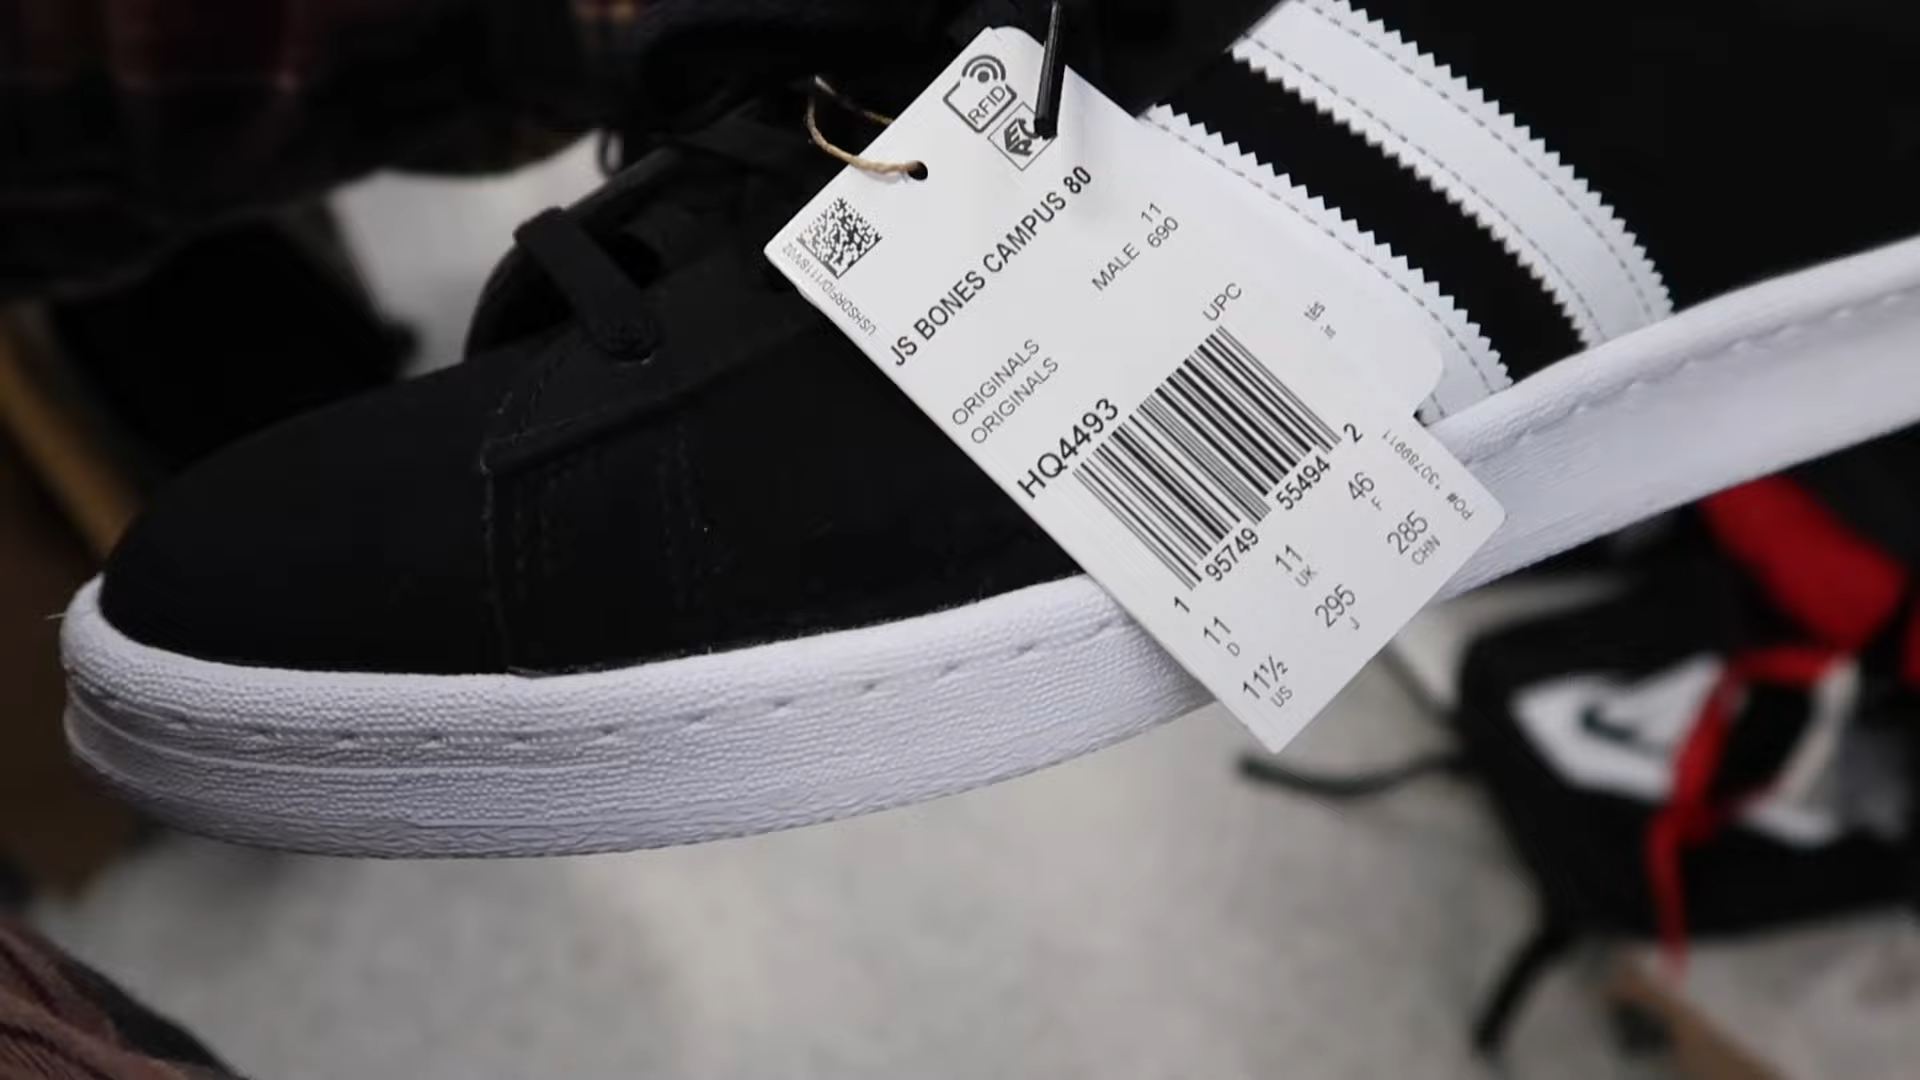 RFID
EPC
JS BONES CAMPUS 80
MALE 11
690
ORIGINALS
ORIGINALS
UPC
HQ4493
1 95749 55494 2
11 D
11 UK
46 F
11½ US
295 J
285 CHN